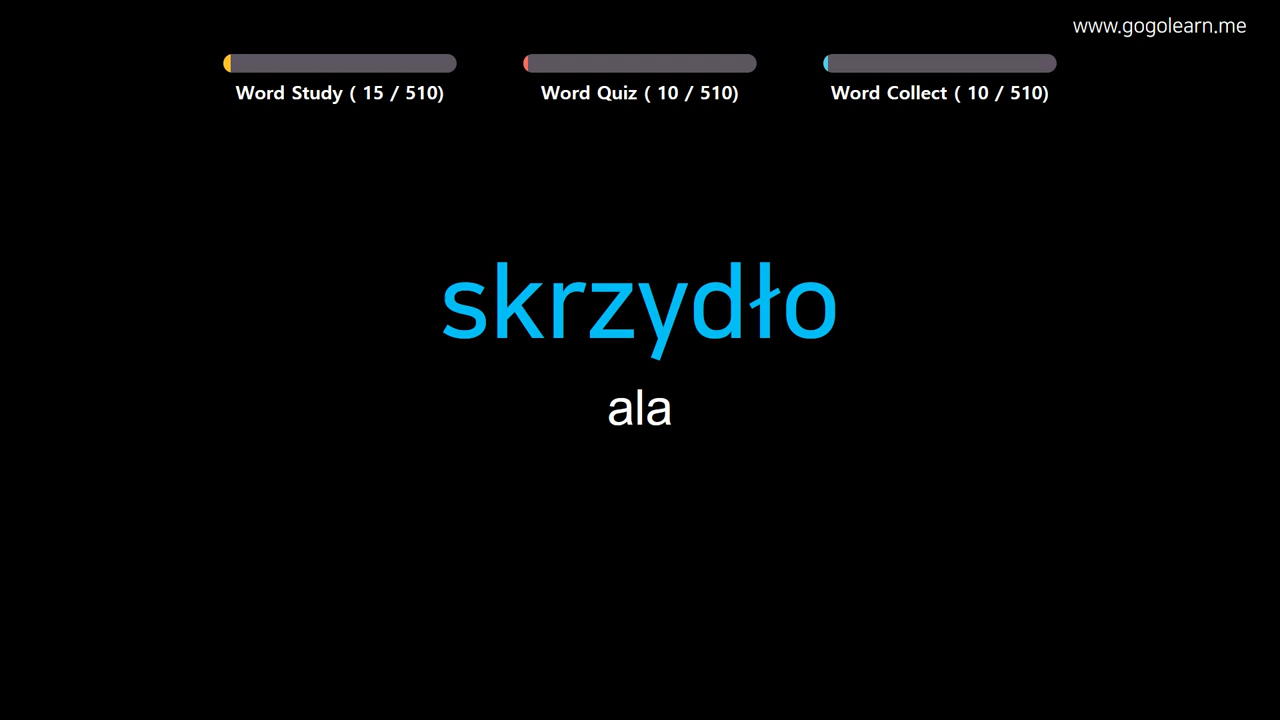 www.gogolearn.me
Word Study ( 15 / 510)
Word Quiz ( 10 / 510)
Word Collect ( 10 / 510)
skrzydło
ala